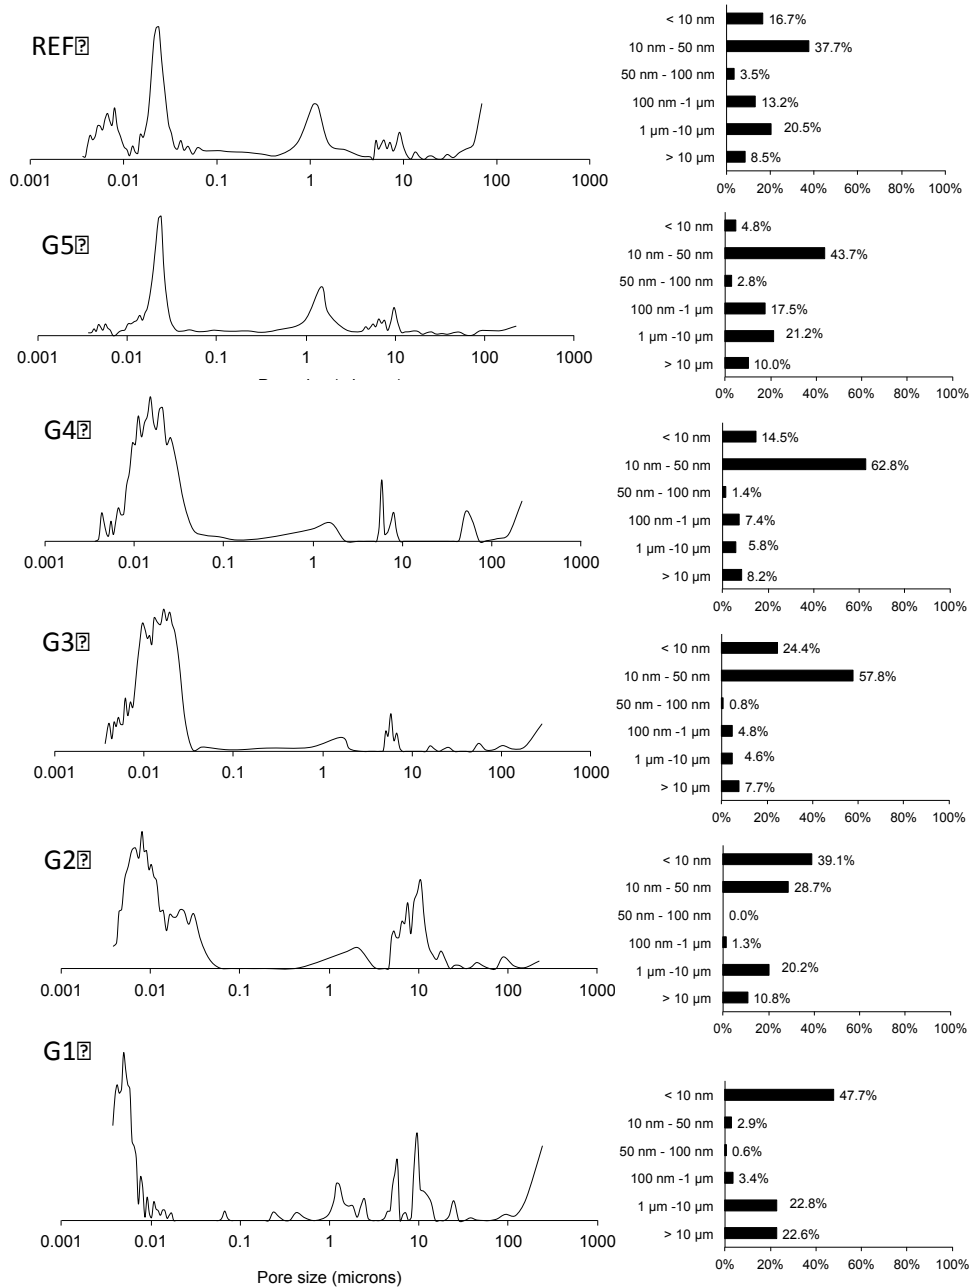 REF⍰
0.001 0.01 0.1 1 10 100 1000
< 10 nm 16.7%
10 nm - 50 nm 37.7%
50 nm - 100 nm 3.5%
100 nm -1 µm 13.2%
1 µm -10 µm 20.5%
> 10 µm 8.5%
0% 20% 40% 60% 80% 100%
G5⍰
0.001 0.01 0.1 1 10 100 1000
< 10 nm 4.8%
10 nm - 50 nm 43.7%
50 nm - 100 nm 2.8%
100 nm -1 µm 17.5%
1 µm -10 µm 21.2%
> 10 µm 10.0%
0% 20% 40% 60% 80% 100%
G4⍰
0.001 0.01 0.1 1 10 100 1000
< 10 nm 14.5%
10 nm - 50 nm 62.8%
50 nm - 100 nm 1.4%
100 nm -1 µm 7.4%
1 µm -10 µm 5.8%
> 10 µm 8.2%
0% 20% 40% 60% 80% 100%
G3⍰
0.001 0.01 0.1 1 10 100 1000
< 10 nm 24.4%
10 nm - 50 nm 57.8%
50 nm - 100 nm 0.8%
100 nm -1 µm 4.8%
1 µm -10 µm 4.6%
> 10 µm 7.7%
0% 20% 40% 60% 80% 100%
G2⍰
0.001 0.01 0.1 1 10 100 1000
< 10 nm 39.1%
10 nm - 50 nm 28.7%
50 nm - 100 nm 0.0%
100 nm -1 µm 1.3%
1 µm -10 µm 20.2%
> 10 µm 10.8%
0% 20% 40% 60% 80% 100%
G1⍰
0.001 0.01 0.1 1 10 100 1000
Pore size (microns)
< 10 nm 47.7%
10 nm - 50 nm 2.9%
50 nm - 100 nm 0.6%
100 nm -1 µm 3.4%
1 µm -10 µm 22.8%
> 10 µm 22.6%
0% 20% 40% 60% 80% 100%